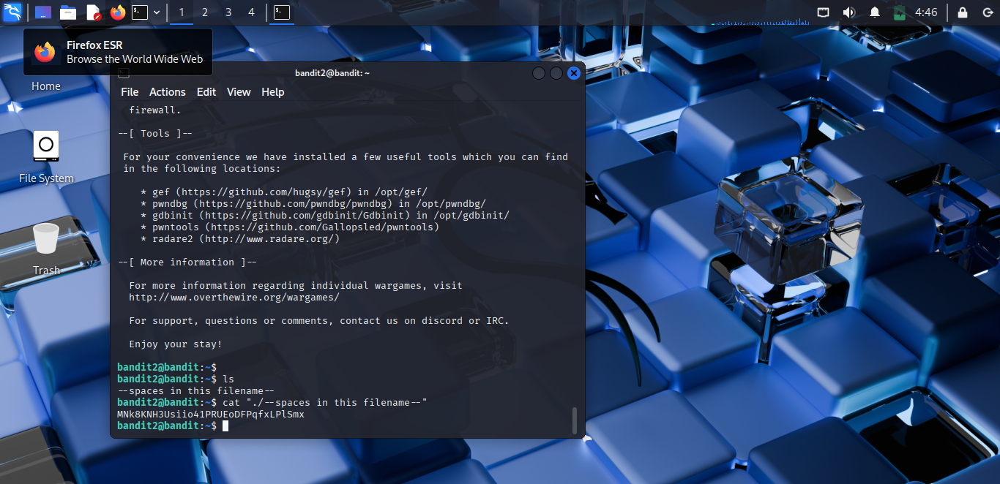 1 2 3 4
4:46
Firefox ESR
Browse the World Wide Web
Home
File System
Trash
bandit2@bandit: ~
File Actions Edit View Help
firewall.
--[ Tools ]--
For your convenience we have installed a few useful tools which you can find
in the following locations:
* gef (https://github.com/hugsy/gef) in /opt/gef/
* pwndbg (https://github.com/pwndbg/pwndbg) in /opt/pwndbg/
* gdbinit (https://github.com/gdbinit/Gdbinit) in /opt/gdbinit/
* pwntools (https://github.com/Gallopsled/pwntools)
* radare2 (http://www.radare.org/)
--[ More information ]--
For more information regarding individual wargames, visit
http://www.overthewire.org/wargames/
For support, questions or comments, contact us on discord or IRC.
Enjoy your stay!
bandit2@bandit:~$
bandit2@bandit:~$ ls
--spaces in this filename--
bandit2@bandit:~$ cat "./--spaces in this filename--"
MNk8KNH3Usiio41PRUEoDFPqfxLPlSmx
bandit2@bandit:~$